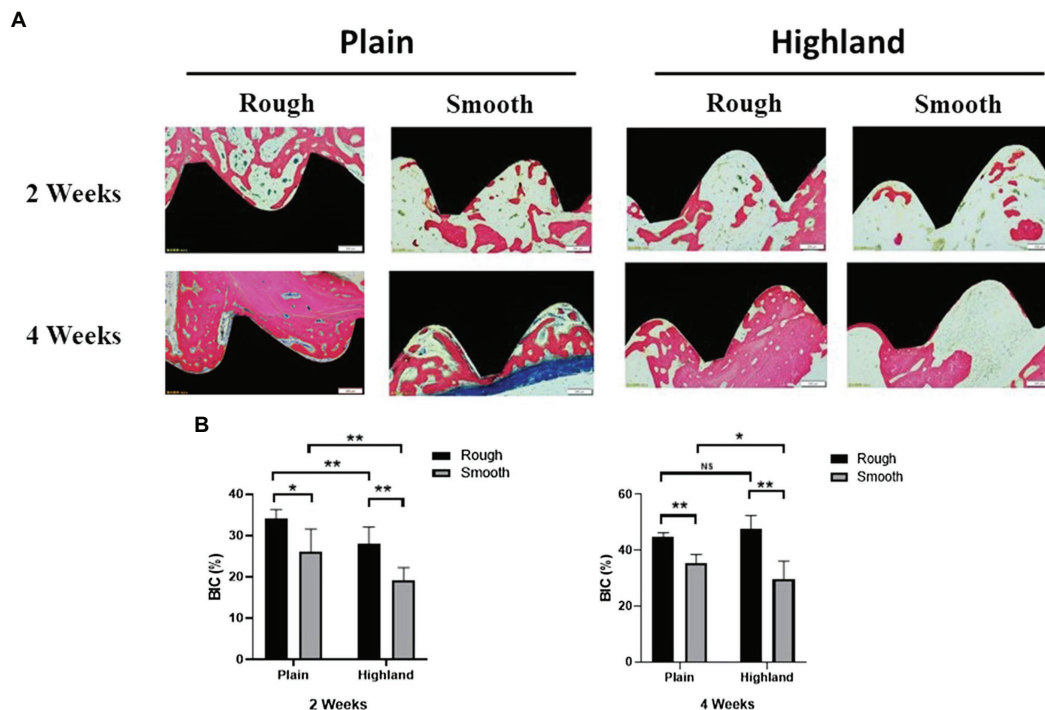 A
Plain Highland
Rough Smooth Rough Smooth
2 Weeks
4 Weeks
B
** 
** 
* **
Rough
Smooth
40
30
20
10
0
BIC (%)
Plain Highland
2 Weeks
*
NS
** **
Rough
Smooth
60
40
20
0
BIC (%)
Plain Highland
4 Weeks